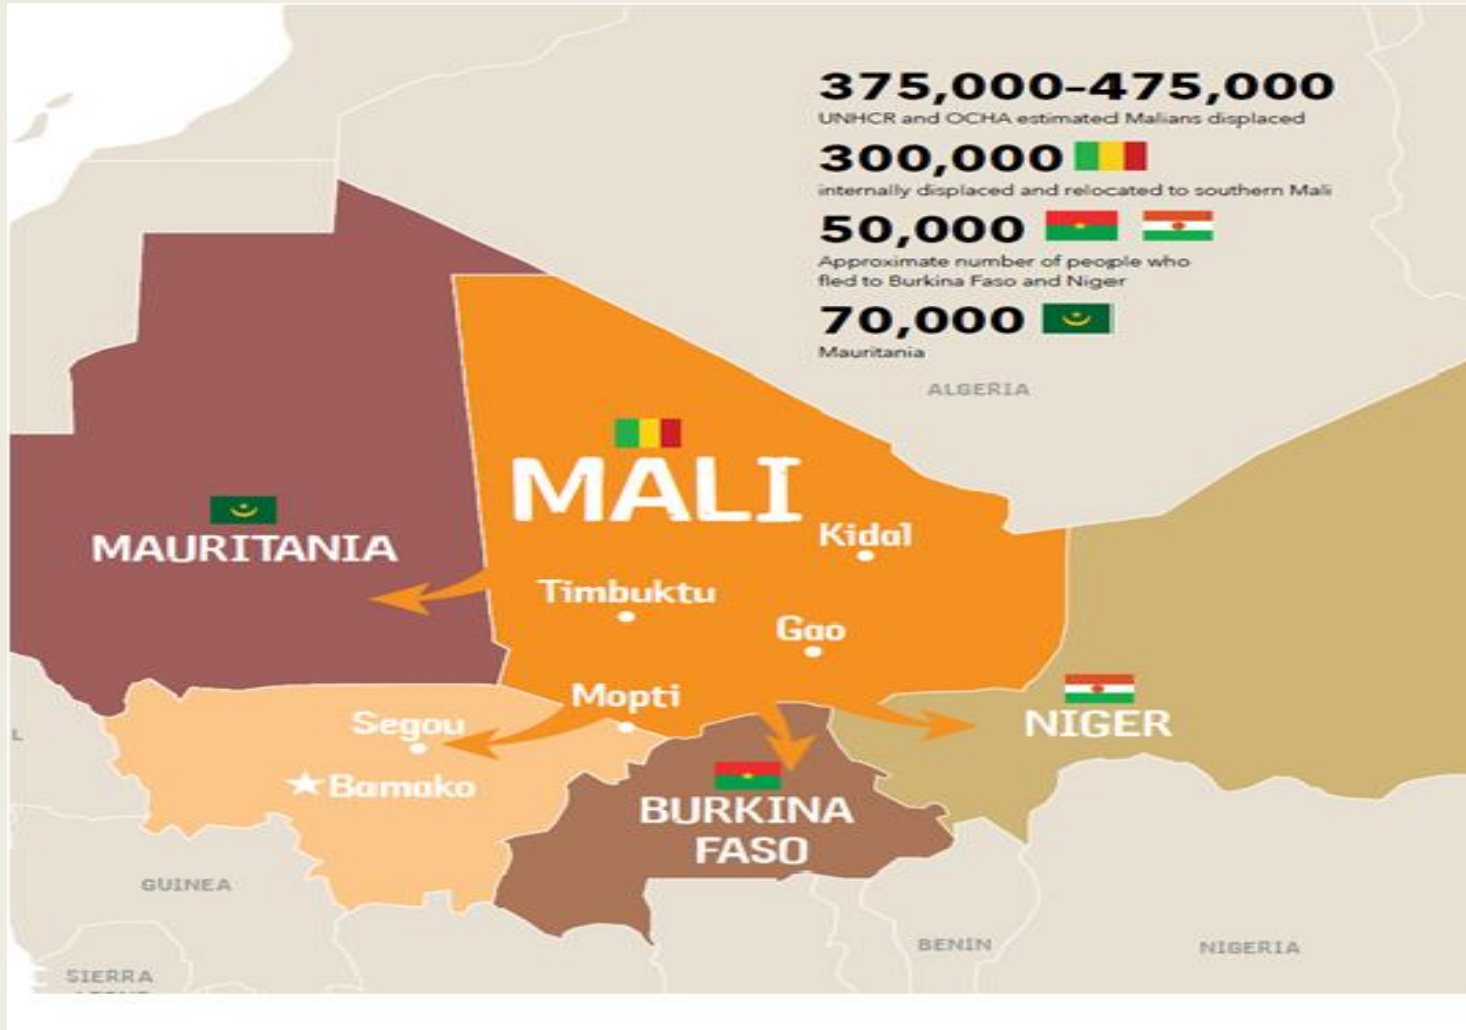 375,000–475,000
UNHCR and OCHA estimated Malians displaced
300,000
internally displaced and relocated to southern Mali
50,000
Approximate number of people who
fled to Burkina Faso and Niger
70,000
Mauritania
ALGERIA
MALI
Kidal
MAURITANIA
Timbuktu
Gao
Mopti
Segou
NIGER
L
Bamako
BURKINA
FASO
GUINEA
BENIN
NIGERIA
SIERRA